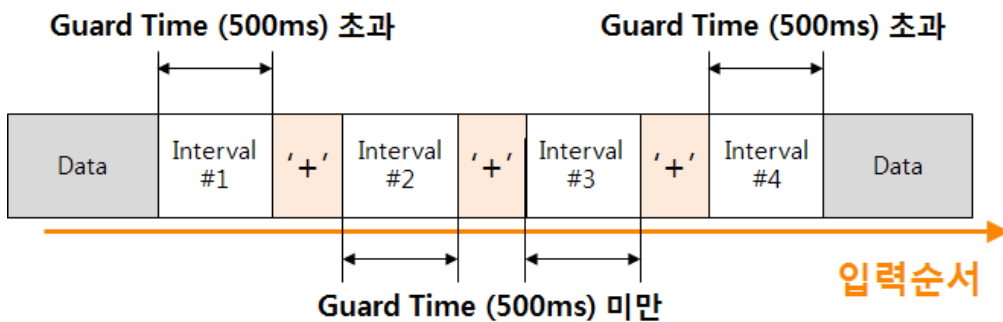 Guard Time (500ms) 초과
Guard Time (500ms) 초과
Data
Interval
#1
'+'
Interval
#2
'+'
Interval
#3
'+'
Interval
#4
Data
입력순서
Guard Time (500ms) 미만